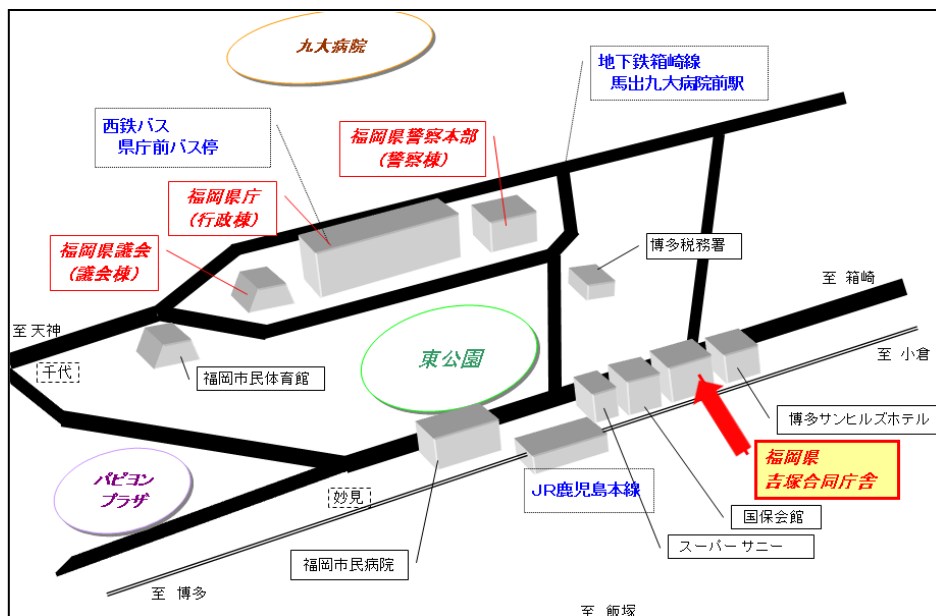 九大病院
地下鉄箱崎線
馬出九大病院前駅
西鉄バス
県庁前バス停
福岡県警察本部
(警察棟)
福岡県庁
(行政棟)
福岡県議会
(議会棟)
博多税務署
至 箱崎
至 天神
至 小倉
千代
東公園
福岡市民体育館
博多サンヒルズホテル
パピヨン
プラザ
福岡県
吉塚合同庁舎
妙見
JR鹿児島本線
国保会館
スーパー サニー
福岡市民病院
至 博多
至 飯塚